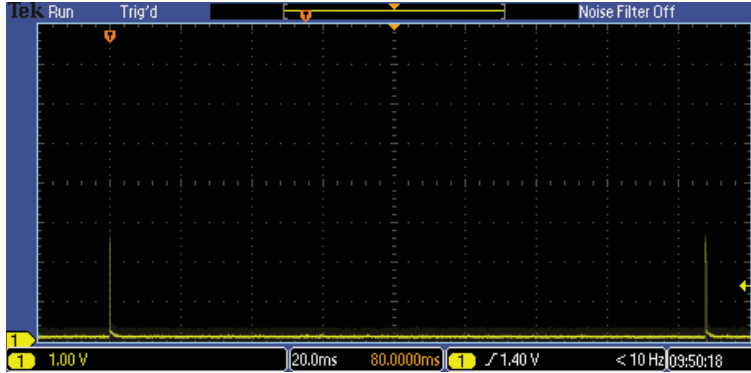 Tek Run Trig'd Noise Filter Off
T
T
1
1 1.00 V 20.0ms 80.0000ms 1 1.40 V < 10 Hz 09:50:18